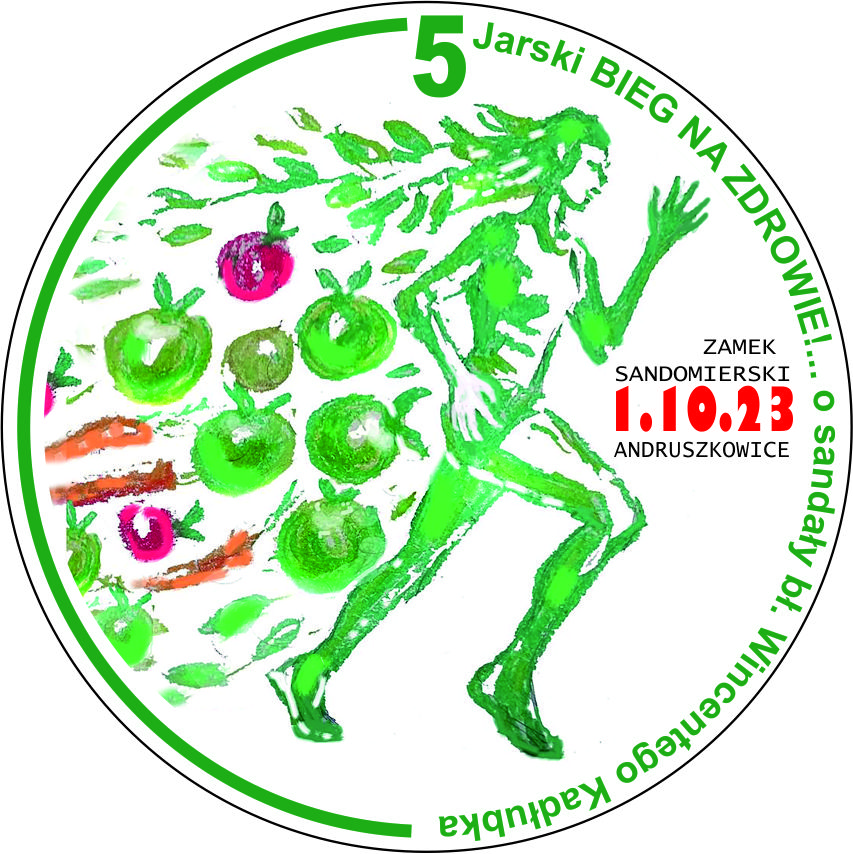 5 Jarski BIEG NA ZDROWIE!... o sandały bł. Wincentego Kadłubka
ZAMEK
SANDOMIERSKI
1.10.23
ANDRUSZKOWICE